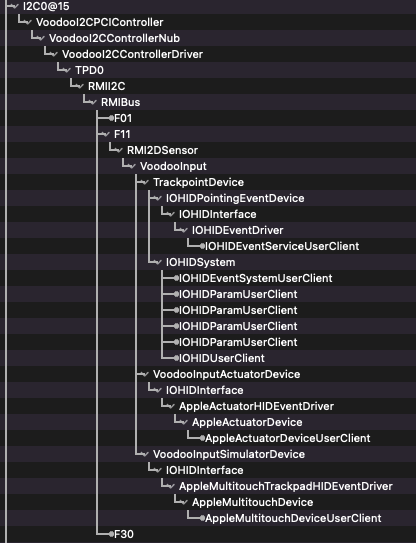 I2C0@15
VoodooI2CPCIController
VoodooI2CControllerNub
VoodooI2CControllerDriver
TPD0
RMII2C
RMIBus
F01
F11
RMI2DSensor
VoodooInput
TrackpointDevice
IOHIDPointingEventDevice
IOHIDInterface
IOHIDEventDriver
IOHIDEventServiceUserClient
IOHIDSystem
IOHIDEventSystemUserClient
IOHIDParamUserClient
IOHIDParamUserClient
IOHIDParamUserClient
IOHIDParamUserClient
IOHIDUserClient
VoodooInputActuatorDevice
IOHIDInterface
AppleActuatorHIDEventDriver
AppleActuatorDevice
AppleActuatorDeviceUserClient
VoodooInputSimulatorDevice
IOHIDInterface
AppleMultitouchTrackpadHIDEventDriver
AppleMultitouchDevice
AppleMultitouchDeviceUserClient
F30